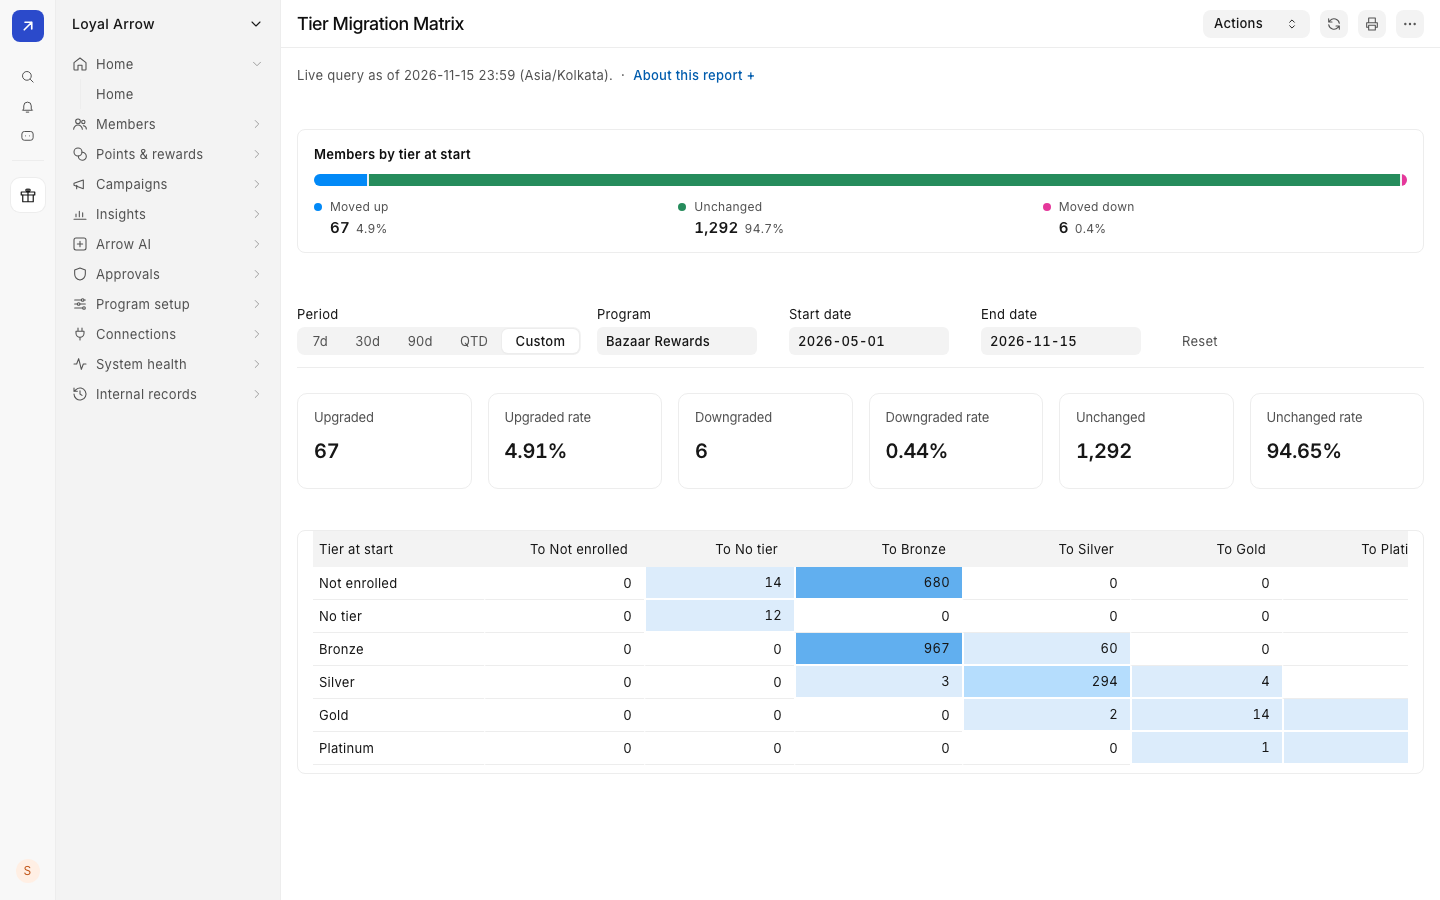 Loyal Arrow
Home
Home
Members
Points & rewards
Campaigns
Insights
Arrow AI
Approvals
Program setup
Connections
System health
Internal records
S
Tier Migration Matrix
Actions
Live query as of 2026-11-15 23:59 (Asia/Kolkata). · About this report +
Members by tier at start
Moved up Unchanged Moved down
67 4.9% 1,292 94.7% 6 0.4%
Period Program Start date End date
7d 30d 90d QTD Custom Bazaar Rewards 2026-05-01 2026-11-15 Reset
Upgraded Upgraded rate Downgraded Downgraded rate Unchanged Unchanged rate
67 4.91% 6 0.44% 1,292 94.65%
Tier at start To Not enrolled To No tier To Bronze To Silver To Gold To Plati
Not enrolled 0 14 680 0 0
No tier 0 12 0 0 0
Bronze 0 0 967 60 0
Silver 0 0 3 294 4
Gold 0 0 0 2 14
Platinum 0 0 0 0 1